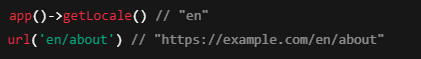 app()->getLocale() // "en"
url('en/about') // "https://example.com/en/about"